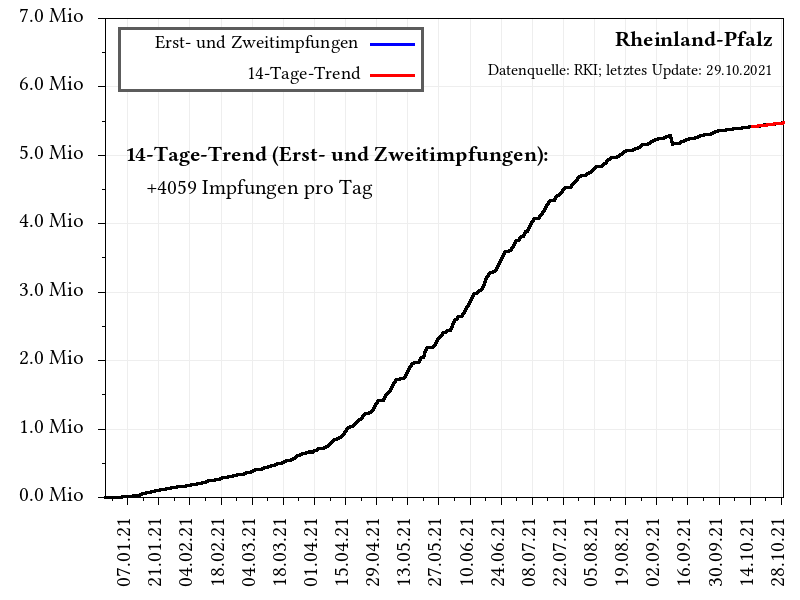 7.0 Mio
6.0 Mio
5.0 Mio
4.0 Mio
3.0 Mio
2.0 Mio
1.0 Mio
0.0 Mio
Erst- und Zweitimpfungen
14-Tage-Trend
Rheinland-Pfalz
Datenquelle: RKI; letztes Update: 29.10.2021
14-Tage-Trend (Erst- und Zweitimpfungen):
+4059 Impfungen pro Tag
07.01.21
21.01.21
04.02.21
18.02.21
04.03.21
18.03.21
01.04.21
15.04.21
29.04.21
13.05.21
27.05.21
10.06.21
24.06.21
08.07.21
22.07.21
05.08.21
19.08.21
02.09.21
16.09.21
30.09.21
14.10.21
28.10.21